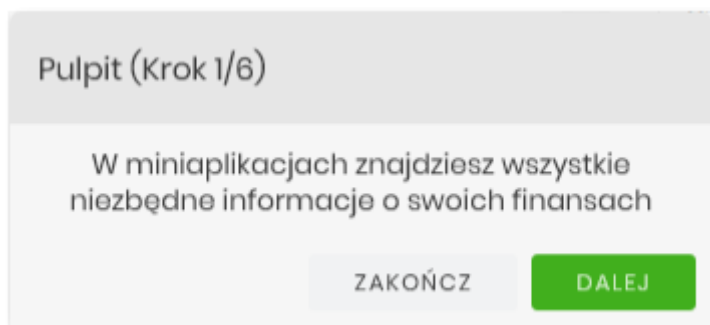 Pulpit (Krok 1/6)
W miniaplikacjach znajdziesz wszystkie
niezbędne informacje o swoich finansach
ZAKOŃCZ
DALEJ